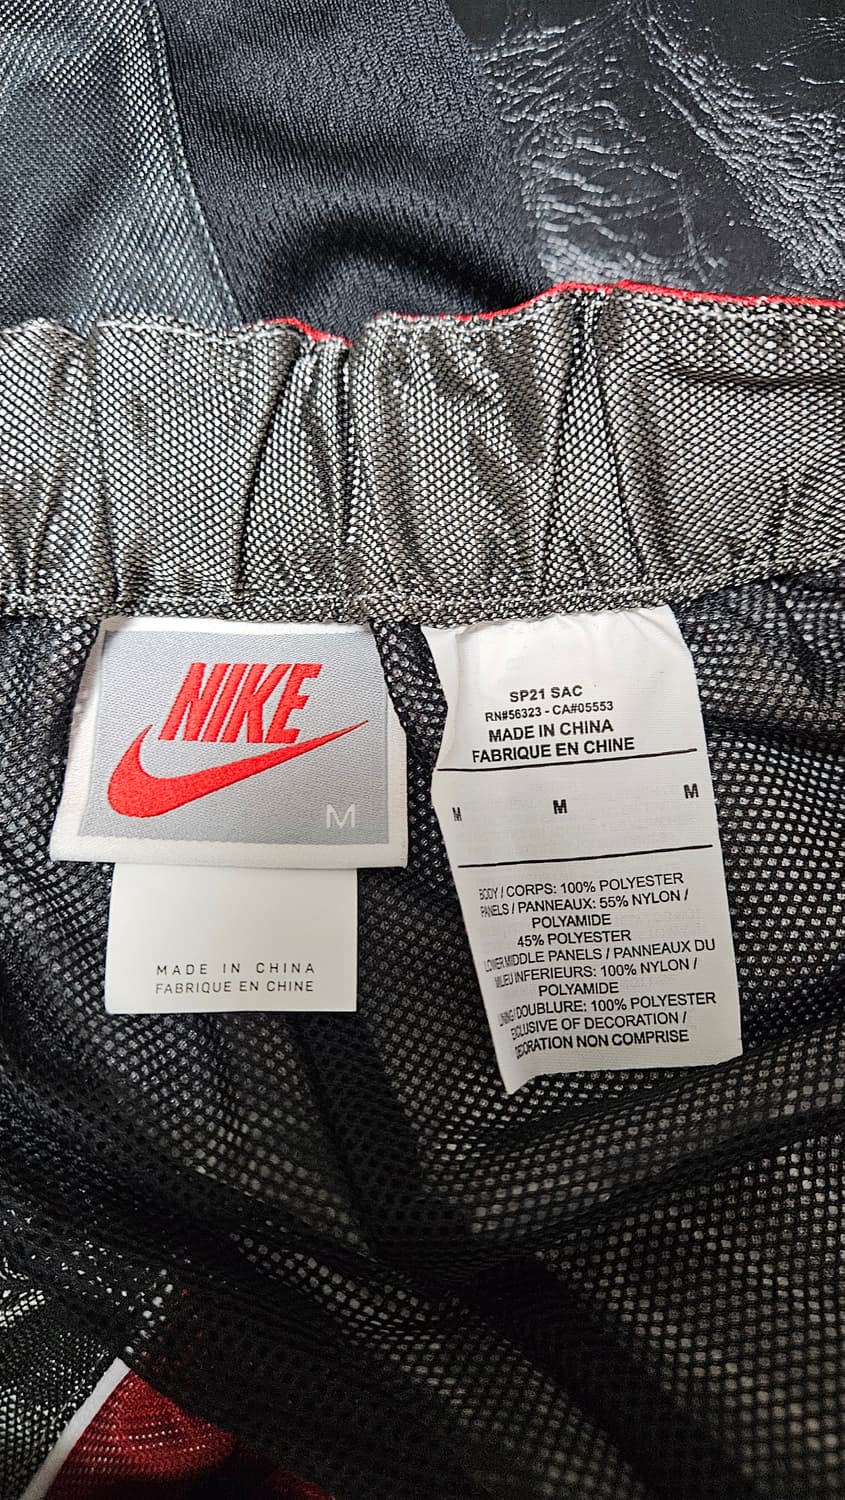 NIKE
M
MADE IN CHINA
FABRIQUE EN CHINE
SP21 SAC
RN#56323 - CA#05553
MADE IN CHINA
FABRIQUE EN CHINE
M M M
BODY / CORPS: 100% POLYESTER
PANELS / PANNEAUX: 55% NYLON /
POLYAMIDE
45% POLYESTER
LOWER MIDDLE PANELS / PANNEAUX DU
MILIEU INFERIEURS: 100% NYLON /
POLYAMIDE
LINING/ DOUBLURE: 100% POLYESTER
EXCLUSIVE OF DECORATION /
DECORATION NON COMPRISE